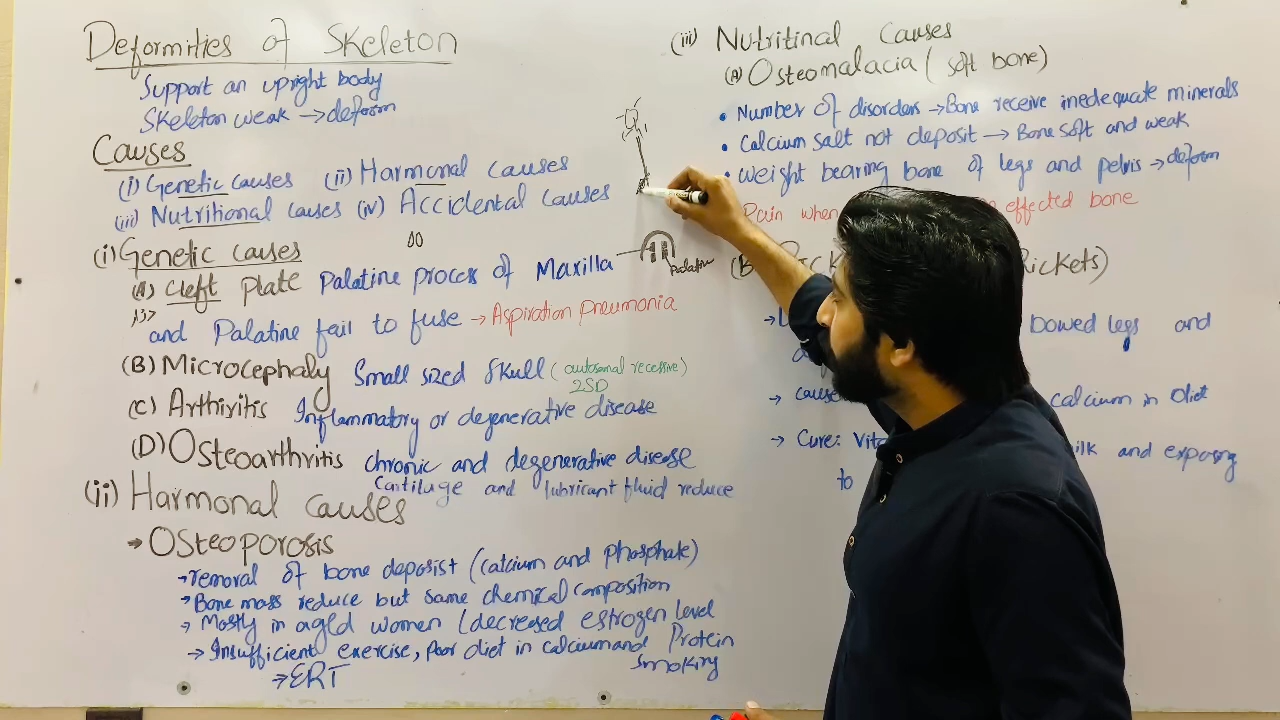 Deformities of Skeleton
Support an upright body
Skeleton weak → deform
Causes
(i) Genetic causes (ii) Harmonal causes
(iii) Nutritional causes (iv) Accidental causes
(i) Genetic causes
(A) Cleft Plate Palatine process of Maxilla
Palatine
and Palatine fail to fuse → Aspiration pneumonia
(B) Microcephaly Small sized Skull (autosomal recessive)
2SD
(C) Arthiritis Inflammatory or degenerative disease
(D) Osteoarthritis chronic and degenerative disease
Cartilage and lubricant fluid reduce
(ii) Harmonal Causes
→ Osteoporosis
→ removal of bone deposist (calcium and phosphate)
→ Bone mass reduce but same chemical composition
→ Mostly in aged women (decreased estrogen level
→ Insufficient exercise, Poor diet in calcium and Protein
smoking
→ ERT
(iii) Nutritinal Causes
(A) Osteomalacia (soft bone)
• Number of disorders → Bone receive inedequate minerals
• Calcium salt not deposit → Bone soft and weak
• Weight bearing bone of legs and pelvis → deform
Pain when effected bone
(B) Rickets)
→ bowed legs and
→ cause calcium in Diet
→ Cure: and exposing
to